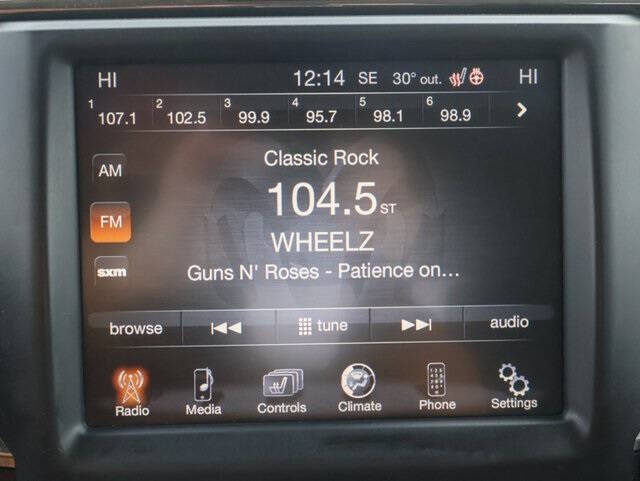 HI 12:14 SE 30° out. HI
1 107.1 2 102.5 3 99.9 4 95.7 5 98.1 6 98.9
Classic Rock
AM
104.5 ST
FM
WHEELZ
sxm
Guns N' Roses - Patience on...
browse tune audio
Radio Media Controls Climate Phone Settings